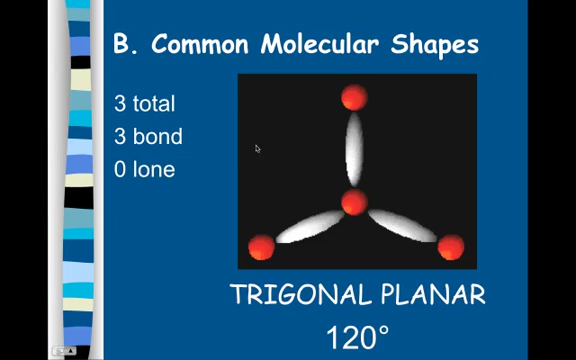 B. Common Molecular Shapes
3 total
3 bond
0 lone
TRIGONAL PLANAR
120°